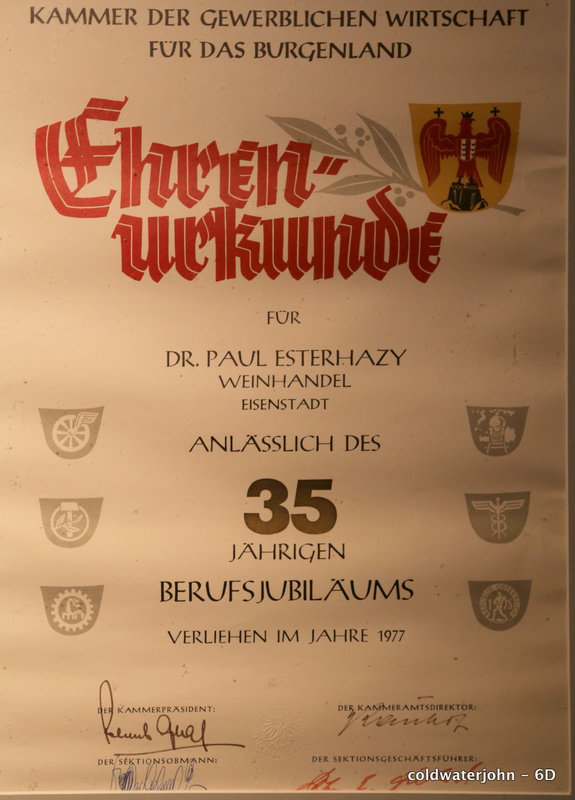 KAMMER DER GEWERBLICHEN WIRTSCHAFT
FÜR DAS BURGENLAND
Ehren-
urkunde
FÜR
DR. PAUL ESTERHAZY
WEINHANDEL
EISENSTADT
ANLÄSSLICH DES
35
JÄHRIGEN
BERUFSJUBILÄUMS
VERLIEHEN IM JAHRE 1977
DER KAMMERPRÄSIDENT:
DER KAMMERAMTSDIREKTOR:
DER SEKTIONSOBMANN:
DER SEKTIONSGESCHÄFTSFÜHRER:
coldwaterjohn - 6D